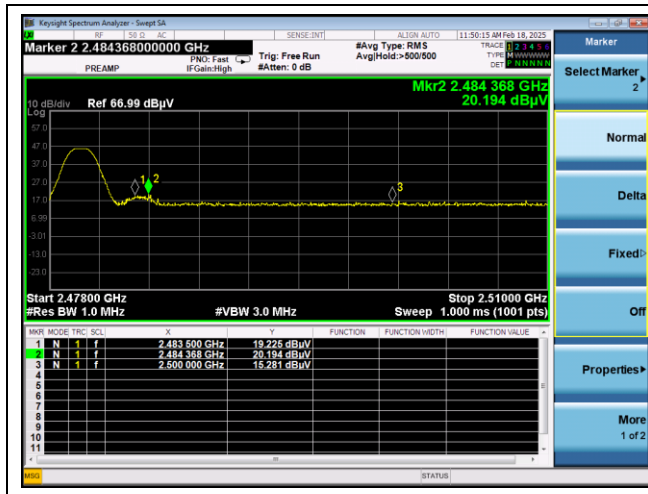 Keysight Spectrum Analyzer - Swept SA
RF 50 Ω AC SENSE:INT ALIGN AUTO 11:50:15 AM Feb 18, 2025
Marker 2 2.484368000000 GHz
PREAMP
PNO: Fast
IFGain:High
Trig: Free Run
#Atten: 0 dB
#Avg Type: RMS
Avg|Hold:>500/500
TRACE 1 2 3 4 5 6
TYPE M W W W W W
DET P N N N N N
Mkr2 2.484 368 GHz
20.194 dBµV
10 dB/div Ref 66.99 dBµV
Log
57.0
47.0
37.0
27.0
17.0
6.99
-3.01
-13.0
-23.0
1 2 3
Start 2.47800 GHz Stop 2.51000 GHz
#Res BW 1.0 MHz #VBW 3.0 MHz Sweep 1.000 ms (1001 pts)
MKR MODE TRC SCL X Y FUNCTION FUNCTION WIDTH FUNCTION VALUE
1 N 1 f 2.483 500 GHz 19.225 dBµV
2 N 1 f 2.484 368 GHz 20.194 dBµV
3 N 1 f 2.500 000 GHz 15.281 dBµV
4
5
6
7
8
9
10
11
MSG STATUS
Marker
Select Marker
2
Normal
Delta
Fixed
Off
Properties
More
1 of 2